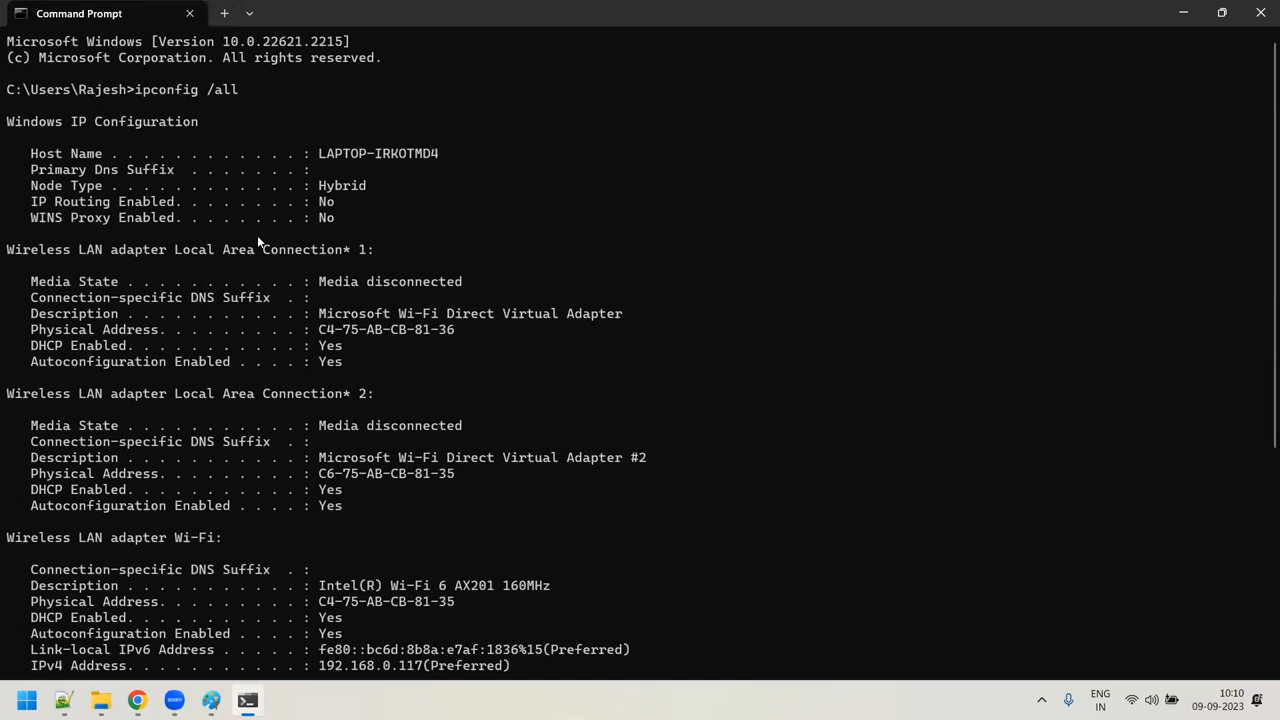 Command Prompt
Microsoft Windows [Version 10.0.22621.2215]
(c) Microsoft Corporation. All rights reserved.
C:\Users\Rajesh>ipconfig /all
Windows IP Configuration
Host Name . . . . . . . . . . . . : LAPTOP-IRKOTMD4
Primary Dns Suffix  . . . . . . . :
Node Type . . . . . . . . . . . . : Hybrid
IP Routing Enabled. . . . . . . . : No
WINS Proxy Enabled. . . . . . . . : No
Wireless LAN adapter Local Area Connection* 1:
Media State . . . . . . . . . . . : Media disconnected
Connection-specific DNS Suffix  . :
Description . . . . . . . . . . . : Microsoft Wi-Fi Direct Virtual Adapter
Physical Address. . . . . . . . . : C4-75-AB-CB-81-36
DHCP Enabled. . . . . . . . . . . : Yes
Autoconfiguration Enabled . . . . : Yes
Wireless LAN adapter Local Area Connection* 2:
Media State . . . . . . . . . . . : Media disconnected
Connection-specific DNS Suffix  . :
Description . . . . . . . . . . . : Microsoft Wi-Fi Direct Virtual Adapter #2
Physical Address. . . . . . . . . : C6-75-AB-CB-81-35
DHCP Enabled. . . . . . . . . . . : Yes
Autoconfiguration Enabled . . . . : Yes
Wireless LAN adapter Wi-Fi:
Connection-specific DNS Suffix  . :
Description . . . . . . . . . . . : Intel(R) Wi-Fi 6 AX201 160MHz
Physical Address. . . . . . . . . : C4-75-AB-CB-81-35
DHCP Enabled. . . . . . . . . . . : Yes
Autoconfiguration Enabled . . . . : Yes
Link-local IPv6 Address . . . . . : fe80::bc6d:8b8a:e7af:1836%15(Preferred)
IPv4 Address. . . . . . . . . . . : 192.168.0.117(Preferred)
zoom
ENG
IN
10:10
09-09-2023